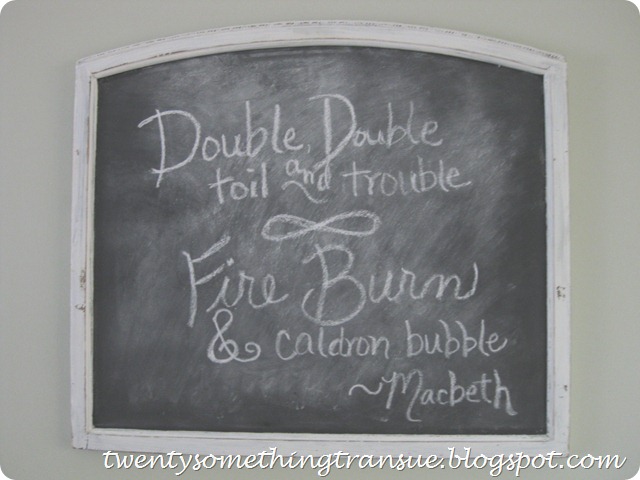 Double, Double
toil and trouble
Fire Burn
& caldron bubble
~Macbeth
twentysomethingtransue.blogspot.com